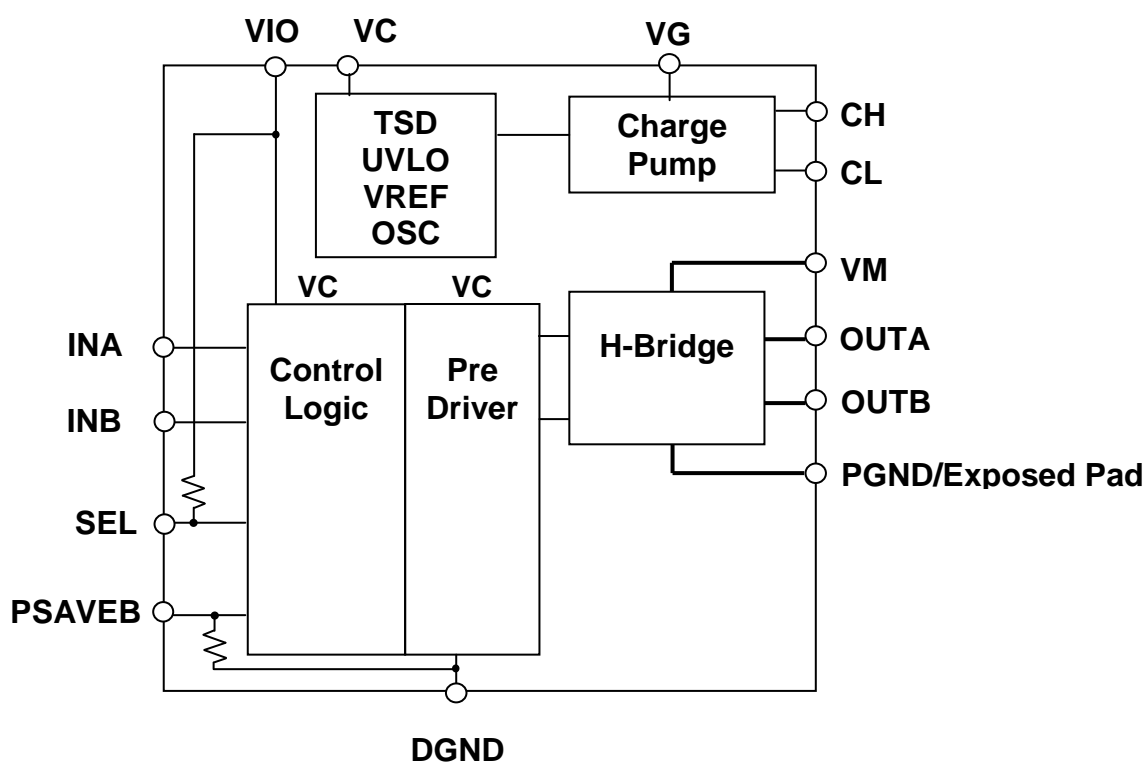 VIO
VC
VG
TSD
UVLO
VREF
OSC
Charge
Pump
CH
CL
VM
VC
VC
INA
INB
SEL
PSAVEB
Control
Logic
Pre
Driver
H-Bridge
OUTA
OUTB
PGND/Exposed Pad
DGND